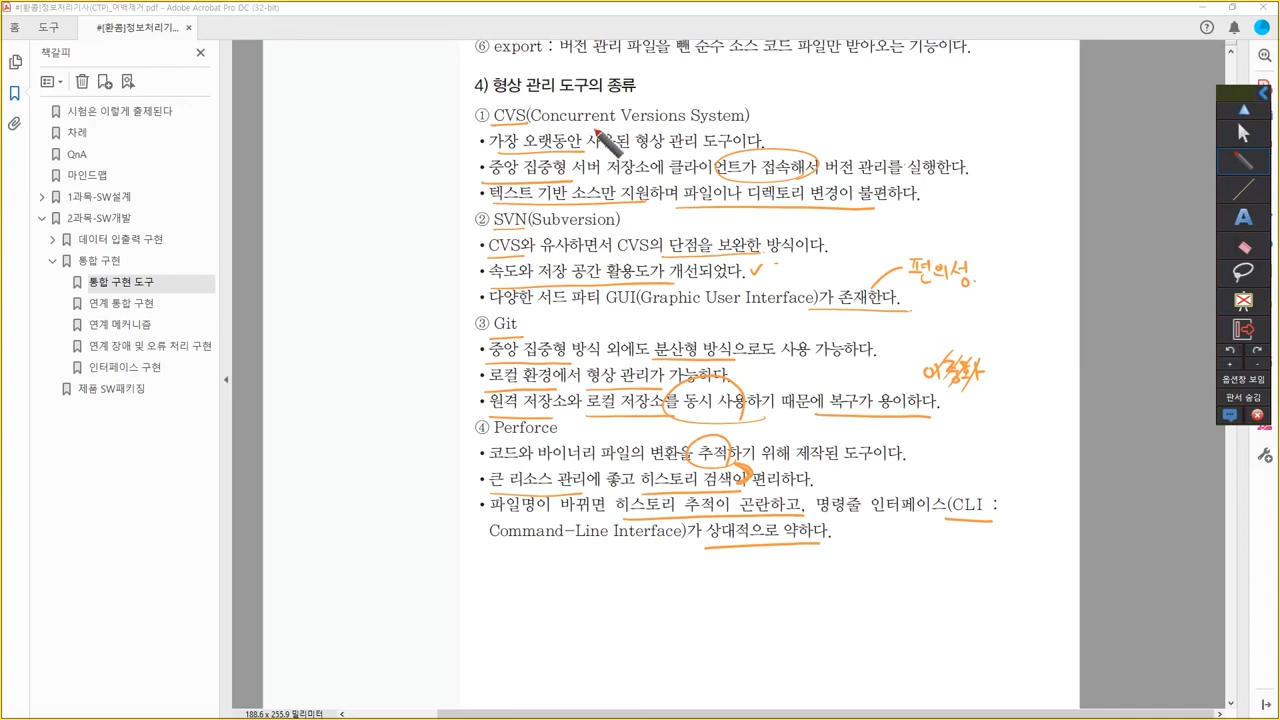 #[환콤]정보처리기사(CTP)_여백제거.pdf - Adobe Acrobat Pro DC (32-bit)
홈 도구 #[환콤]정보처리기... ×
책갈피
시험은 이렇게 출제된다
차례
QnA
마인드맵
1과목-SW설계
2과목-SW개발
데이터 입출력 구현
통합 구현
통합 구현 도구
연계 통합 구현
연계 메커니즘
연계 장애 및 오류 처리 구현
인터페이스 구현
제품 SW패키징
⑥ export : 버전 관리 파일을 뺀 순수 소스 코드 파일만 받아오는 기능이다.
4) 형상 관리 도구의 종류
① CVS(Concurrent Versions System)
• 가장 오랫동안 사용된 형상 관리 도구이다.
• 중앙 집중형 서버 저장소에 클라이언트가 접속해서 버전 관리를 실행한다.
• 텍스트 기반 소스만 지원하며 파일이나 디렉토리 변경이 불편하다.
② SVN(Subversion)
• CVS와 유사하면서 CVS의 단점을 보완한 방식이다.
• 속도와 저장 공간 활용도가 개선되었다.
편의성.
• 다양한 서드 파티 GUI(Graphic User Interface)가 존재한다.
③ Git
• 중앙 집중형 방식 외에도 분산형 방식으로도 사용 가능하다.
• 로컬 환경에서 형상 관리가 가능하다.
• 원격 저장소와 로컬 저장소를 동시 사용하기 때문에 복구가 용이하다.
④ Perforce
• 코드와 바이너리 파일의 변환을 추적하기 위해 제작된 도구이다.
• 큰 리소스 관리에 좋고 히스토리 검색이 편리하다.
• 파일명이 바뀌면 히스토리 추적이 곤란하고, 명령줄 인터페이스(CLI :
Command-Line Interface)가 상대적으로 약하다.
옵션창 보임
판서 숨김
188.6 x 255.9 밀리미터